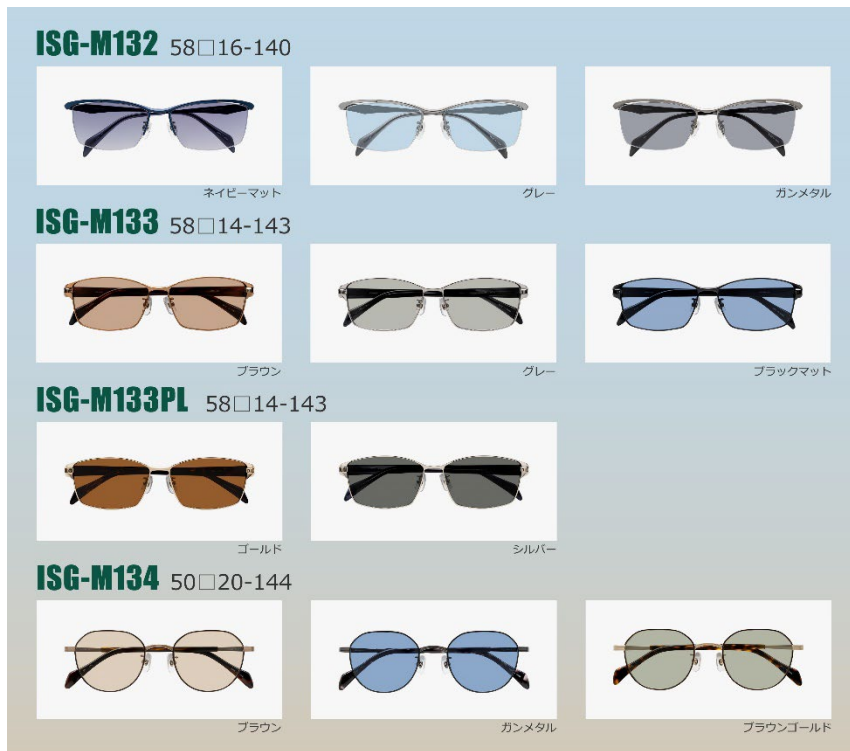 ISG-M132 58□16-140
ネイビーマット グレー ガンメタル
ISG-M133 58□14-143
ブラウン グレー ブラックマット
ISG-M133PL 58□14-143
ゴールド シルバー
ISG-M134 50□20-144
ブラウン ガンメタル ブラウンゴールド